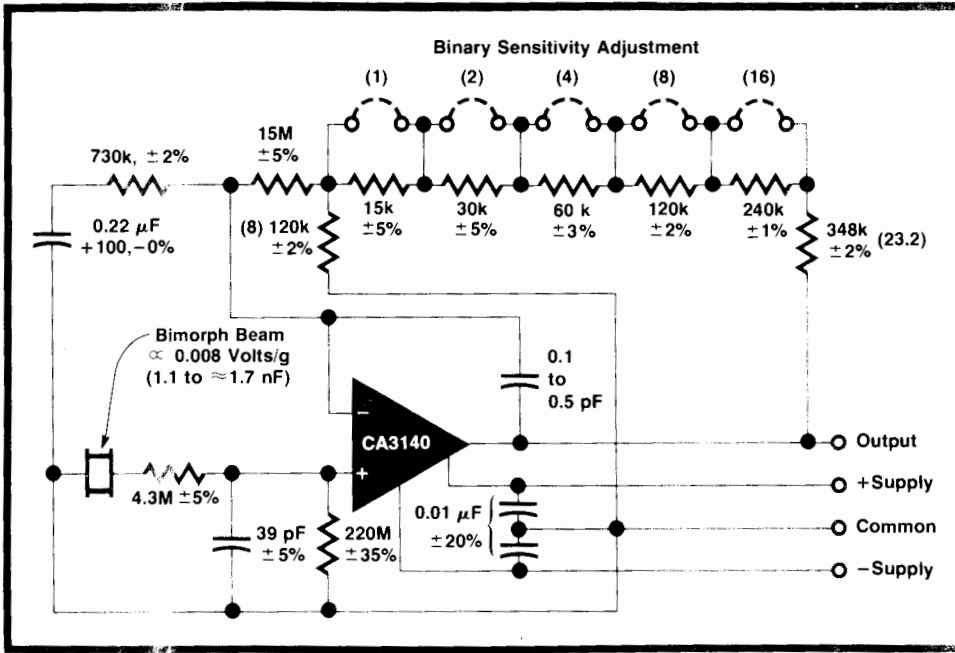 Binary Sensitivity Adjustment
(1) (2) (4) (8) (16)
15M
±5%
730k, ±2%
0.22 µF
+100,-0%
(8) 120k
±2%
15k
±5%
30k
±5%
60 k
±3%
120k
±2%
240k
±1%
348k
±2%
(23.2)
Bimorph Beam
∝ 0.008 Volts/g
(1.1 to ≈1.7 nF)
0.1
to
0.5 pF
−
CA3140
+
4.3M ±5%
39 pF
±5%
220M
±35%
0.01 µF
±20%
Output
+Supply
Common
−Supply